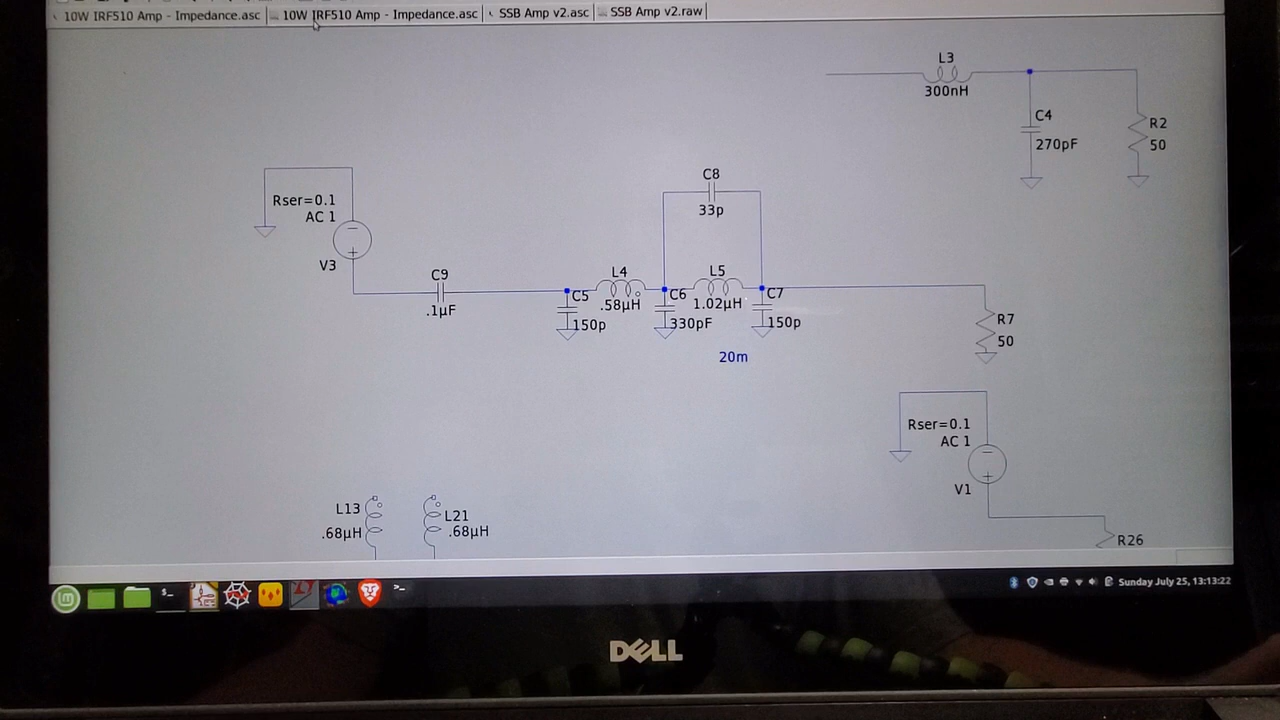 10W IRF510 Amp - Impedance.asc
10W IRF510 Amp - Impedance.asc
SSB Amp v2.asc
SSB Amp v2.raw
L3
300nH
C4
270pF
R2
50
C8
33p
Rser=0.1
AC 1
V3
C9
.1µF
C5
150p
L4
.58µH
C6
330pF
L5
1.02µH
C7
150p
20m
R7
50
Rser=0.1
AC 1
V1
R26
L13
.68µH
L21
.68µH
Sunday July 25, 13:13:22
DELL